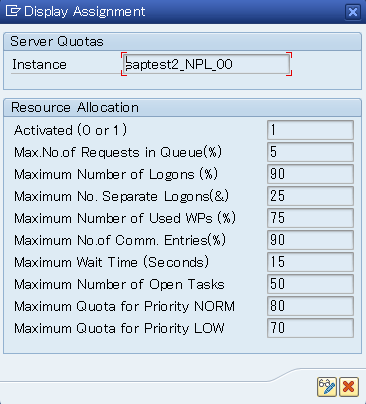 Display Assignment
Server Quotas
Instance saptest2_NPL_00
Resource Allocation
Activated (0 or 1) 1
Max.No.of Requests in Queue(%) 5
Maximum Number of Logons (%) 90
Maximum No. Separate Logons(&) 25
Maximum Number of Used WPs (%) 75
Maximum No.of Comm. Entries(%) 90
Maximum Wait Time (Seconds) 15
Maximum Number of Open Tasks 50
Maximum Quota for Priority NORM 80
Maximum Quota for Priority LOW 70